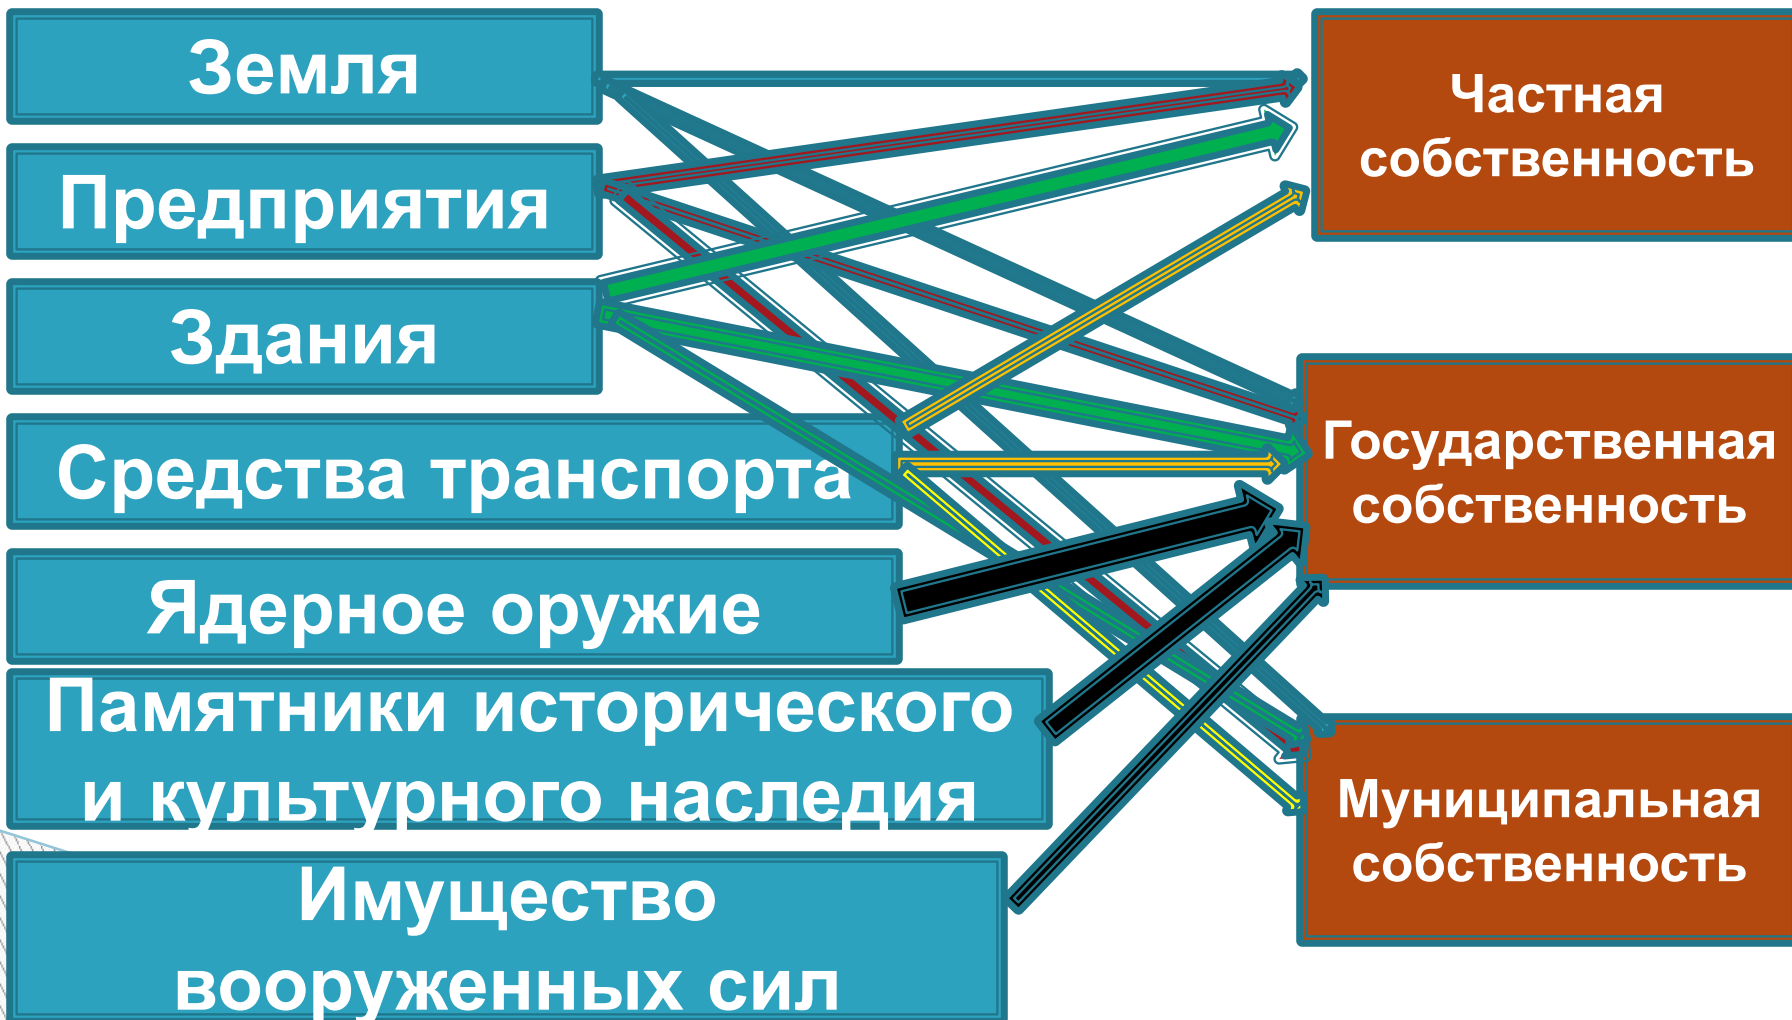 Земля
Предприятия
Здания
Средства транспорта
Ядерное оружие
Памятники исторического
и культурного наследия
Имущество
вооруженных сил
Частная
собственность
Государственная
собственность
Муниципальная
собственность